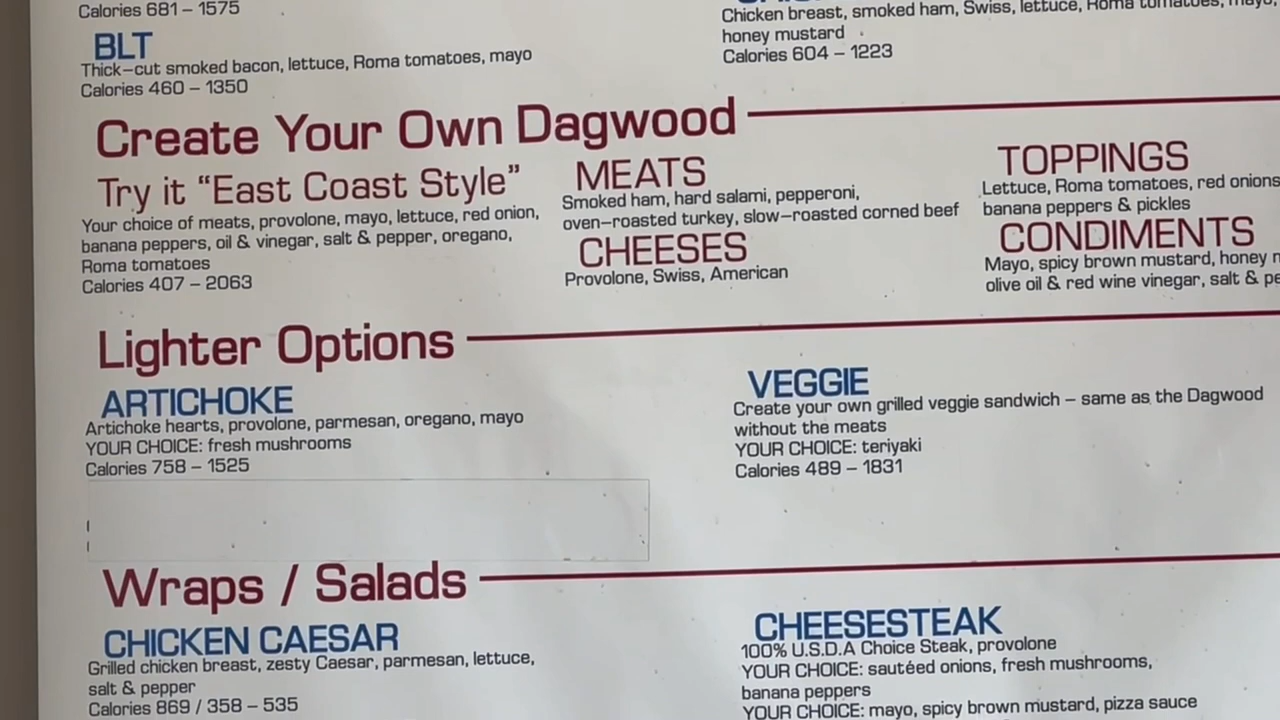 Calories 681 – 1575
BLT
Thick–cut smoked bacon, lettuce, Roma tomatoes, mayo
Calories 460 – 1350
Chicken breast, smoked ham, Swiss, lettuce, Roma tomatoes, mayo,
honey mustard
Calories 604 – 1223
Create Your Own Dagwood
Try it “East Coast Style”
Your choice of meats, provolone, mayo, lettuce, red onion,
banana peppers, oil & vinegar, salt & pepper, oregano,
Roma tomatoes
Calories 407 – 2063
MEATS
Smoked ham, hard salami, pepperoni,
oven–roasted turkey, slow–roasted corned beef
CHEESES
Provolone, Swiss, American
TOPPINGS
Lettuce, Roma tomatoes, red onions
banana peppers & pickles
CONDIMENTS
Mayo, spicy brown mustard, honey
olive oil & red wine vinegar, salt &
Lighter Options
ARTICHOKE
Artichoke hearts, provolone, parmesan, oregano, mayo
YOUR CHOICE: fresh mushrooms
Calories 758 – 1525
VEGGIE
Create your own grilled veggie sandwich – same as the Dagwood
without the meats
YOUR CHOICE: teriyaki
Calories 489 – 1831
Wraps / Salads
CHICKEN CAESAR
Grilled chicken breast, zesty Caesar, parmesan, lettuce,
salt & pepper
Calories 869 / 358 – 535
CHEESESTEAK
100% U.S.D.A Choice Steak, provolone
YOUR CHOICE: sautéed onions, fresh mushrooms,
banana peppers
YOUR CHOICE: mayo, spicy brown mustard, pizza sauce